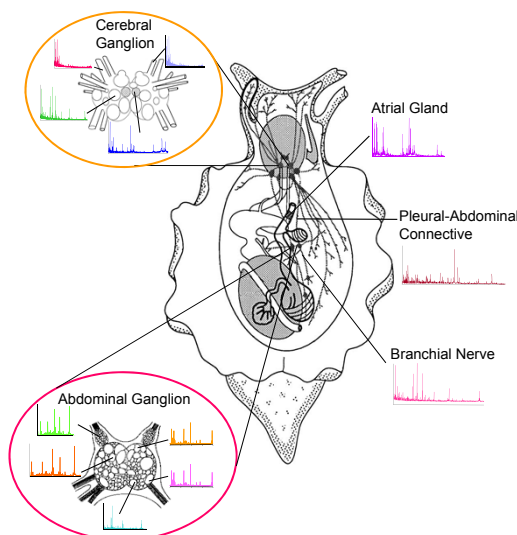 Cerebral
Ganglion
Atrial Gland
Pleural-Abdominal
Connective
Branchial Nerve
Abdominal Ganglion